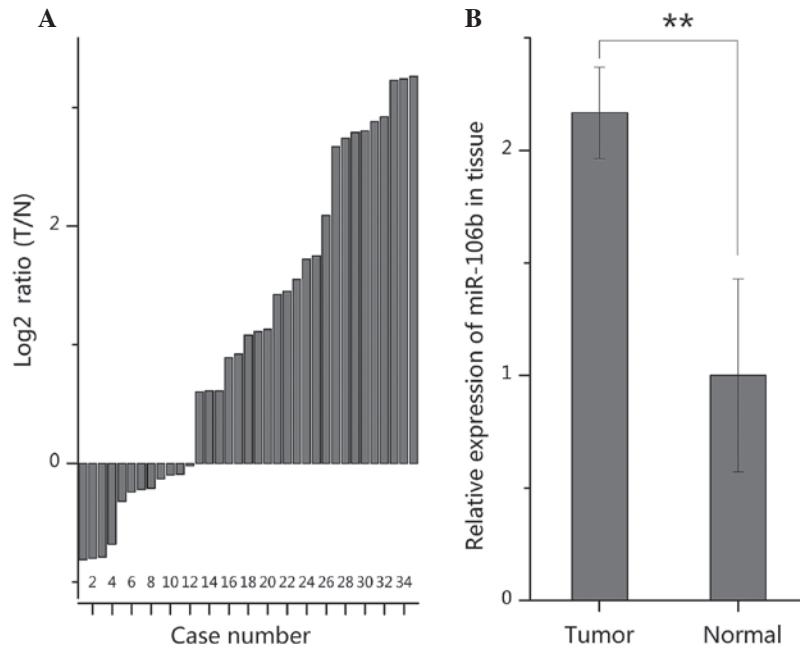 A
Log2 ratio (T/N)
2
0
2 4 6 8 10 12 14 16 18 20 22 24 26 28 30 32 34
Case number
B
**
Relative expression of miR-106b in tissue
2
1
0
Tumor Normal